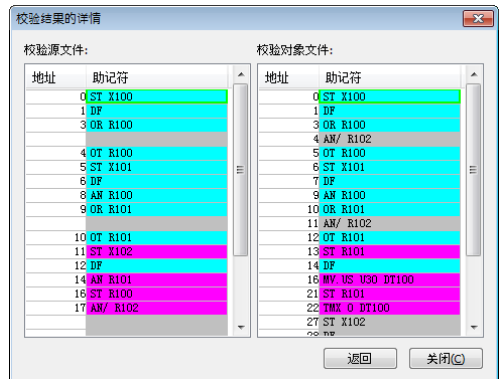 校验结果的详情
校验源文件:
地址 助记符
0 ST X100
1 DF
3 OR R100
4 OT R100
5 ST X101
6 DF
8 AN R100
9 OR R101
10 OT R101
11 ST X102
12 DF
14 AN R101
16 ST R100
17 AN/ R102
校验对象文件:
地址 助记符
0 ST X100
1 DF
3 OR R100
4 AN/ R102
5 OT R100
6 ST X101
7 DF
9 AN R100
10 OR R101
11 AN/ R102
12 OT R101
13 ST R101
14 DF
16 MV.US U30 DT100
21 ST R101
22 TMX 0 DT100
27 ST X102
28 DF
返回
关闭(C)